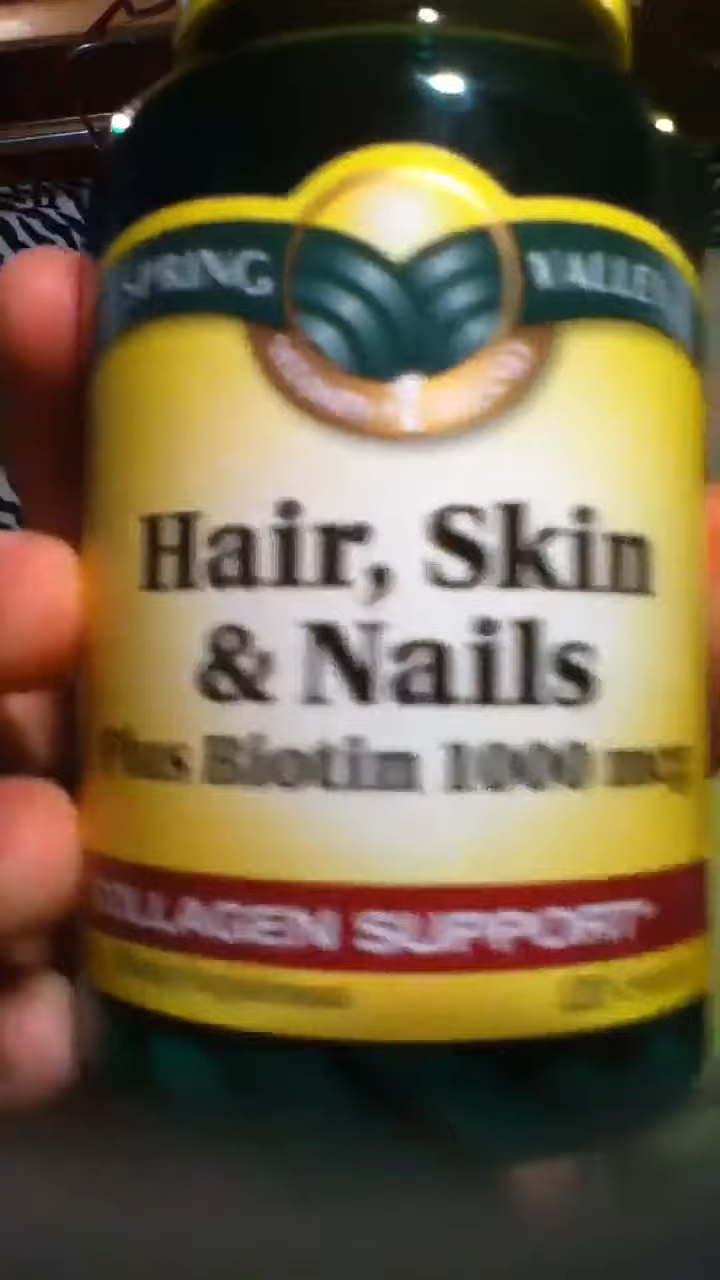 SPRING VALLEY
Hair, Skin
& Nails
Plus Biotin 1000 mcg
COLLAGEN SUPPORT*